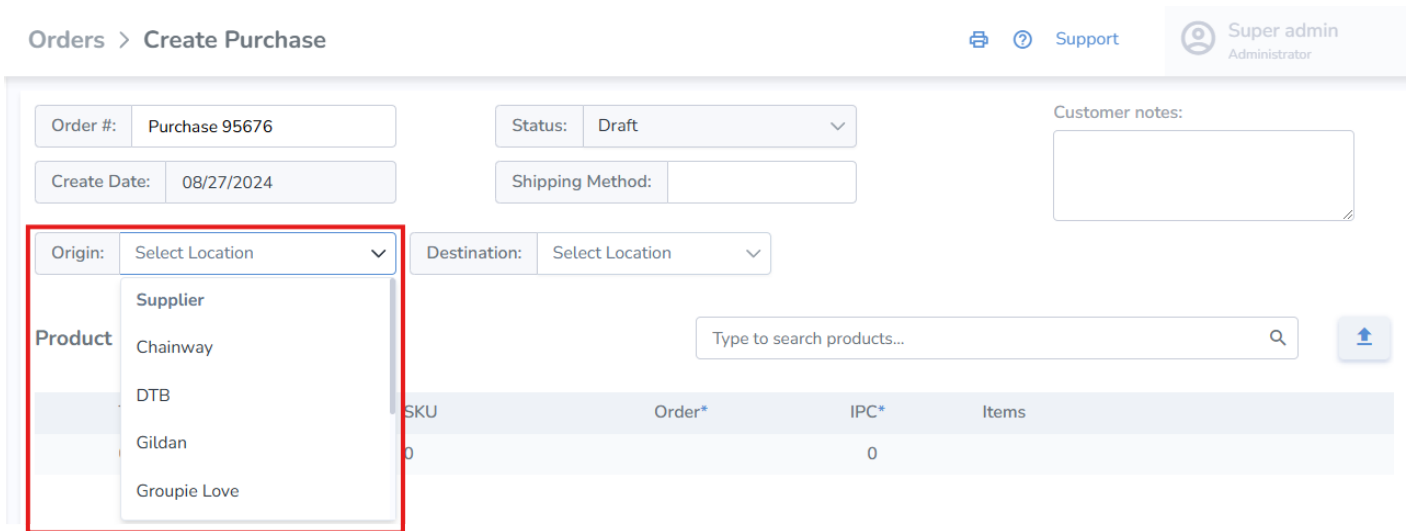 Orders > Create Purchase
Support
Super admin
Administrator
Order #: Purchase 95676
Status: Draft
Customer notes:
Create Date: 08/27/2024
Shipping Method:
Origin: Select Location
Destination: Select Location
Supplier
Chainway
DTB
Gildan
Groupie Love
Product
Type to search products...
SKU Order* IPC* Items
0 0